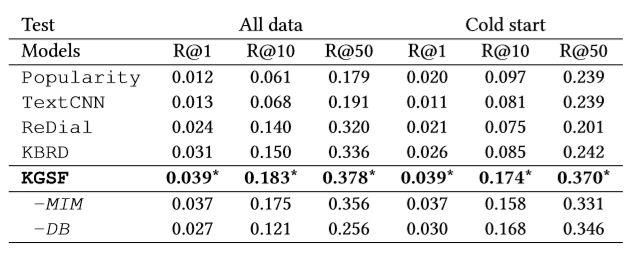 Test All data Cold start
Models R@1 R@10 R@50 R@1 R@10 R@50
Popularity 0.012 0.061 0.179 0.020 0.097 0.239
TextCNN 0.013 0.068 0.191 0.011 0.081 0.239
ReDial 0.024 0.140 0.320 0.021 0.075 0.201
KBRD 0.031 0.150 0.336 0.026 0.085 0.242
KGSF 0.039* 0.183* 0.378* 0.039* 0.174* 0.370*
-MIM 0.037 0.175 0.356 0.037 0.158 0.331
-DB 0.027 0.121 0.256 0.030 0.168 0.346